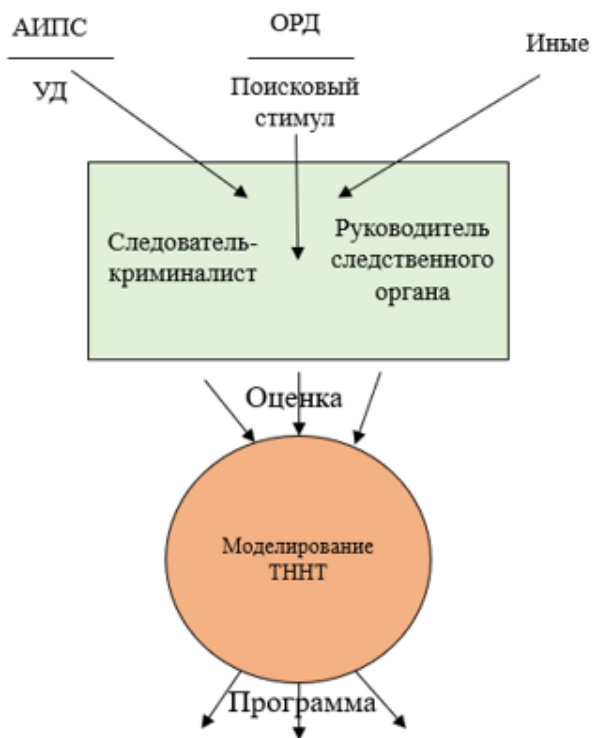 АИПС
УД
ОРД
Поисковый
стимул
Иные
Следователь-
криминалист
Руководитель
следственного
органа
Оценка
Моделирование
ТННТ
Программа